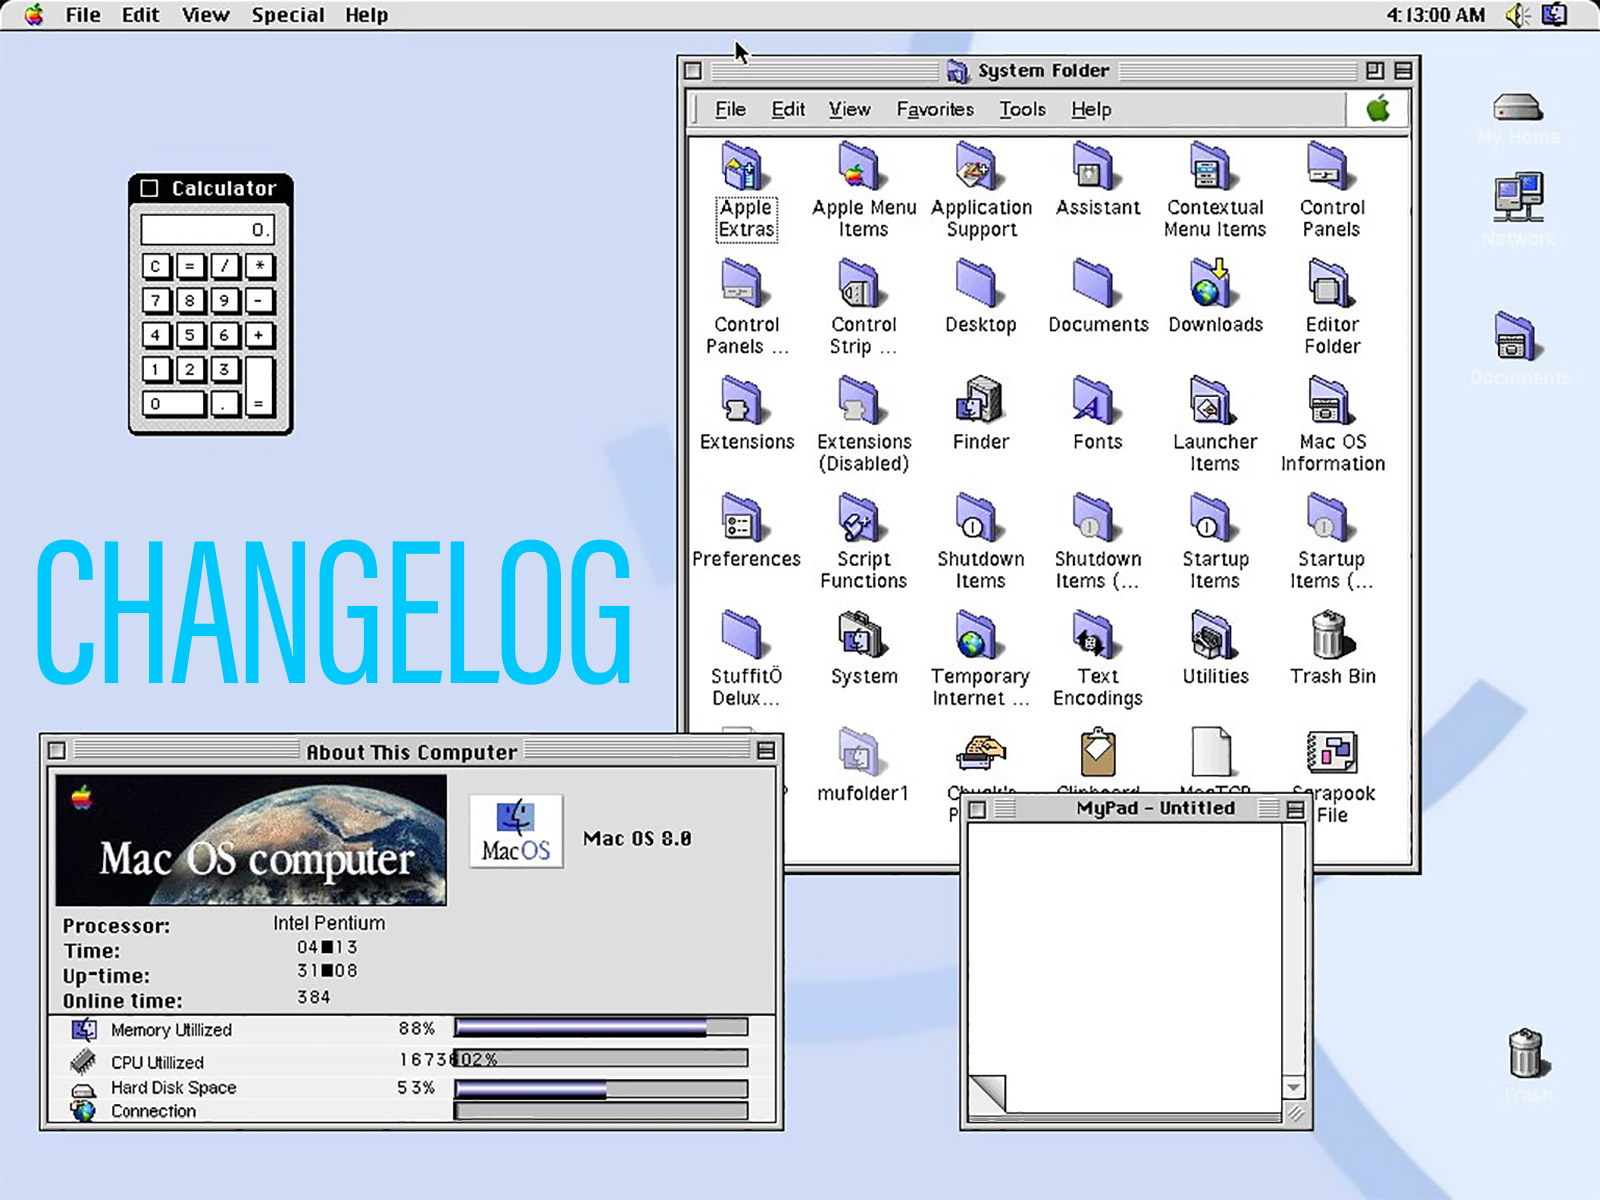 File Edit View Special Help
4:13:00 AM
System Folder
File Edit View Favorites Tools Help
Apple Extras
Apple Menu Items
Application Support
Assistant
Contextual Menu Items
Control Panels
Control Panels ...
Control Strip ...
Desktop
Documents
Downloads
Editor Folder
Extensions
Extensions (Disabled)
Finder
Fonts
Launcher Items
Mac OS Information
Preferences
Script Functions
Shutdown Items
Shutdown Items (...
Startup Items
Startup Items (...
StuffitÖ Delux...
System
Temporary Internet ...
Text Encodings
Utilities
Trash Bin
mufolder1
Chuck's
Clipboard
MacTCP
Scrapook File
My Home
Network
Documents
Trash
Calculator
0.
C = / *
7 8 9 -
4 5 6 +
1 2 3
0 . =
CHANGELOG
About This Computer
Mac OS computer
MacOS
Mac OS 8.0
Processor: Intel Pentium
Time: 04■13
Up-time: 31■08
Online time: 384
Memory Utillized 88%
CPU Utillized
Hard Disk Space 53%
Connection
MyPad - Untitled